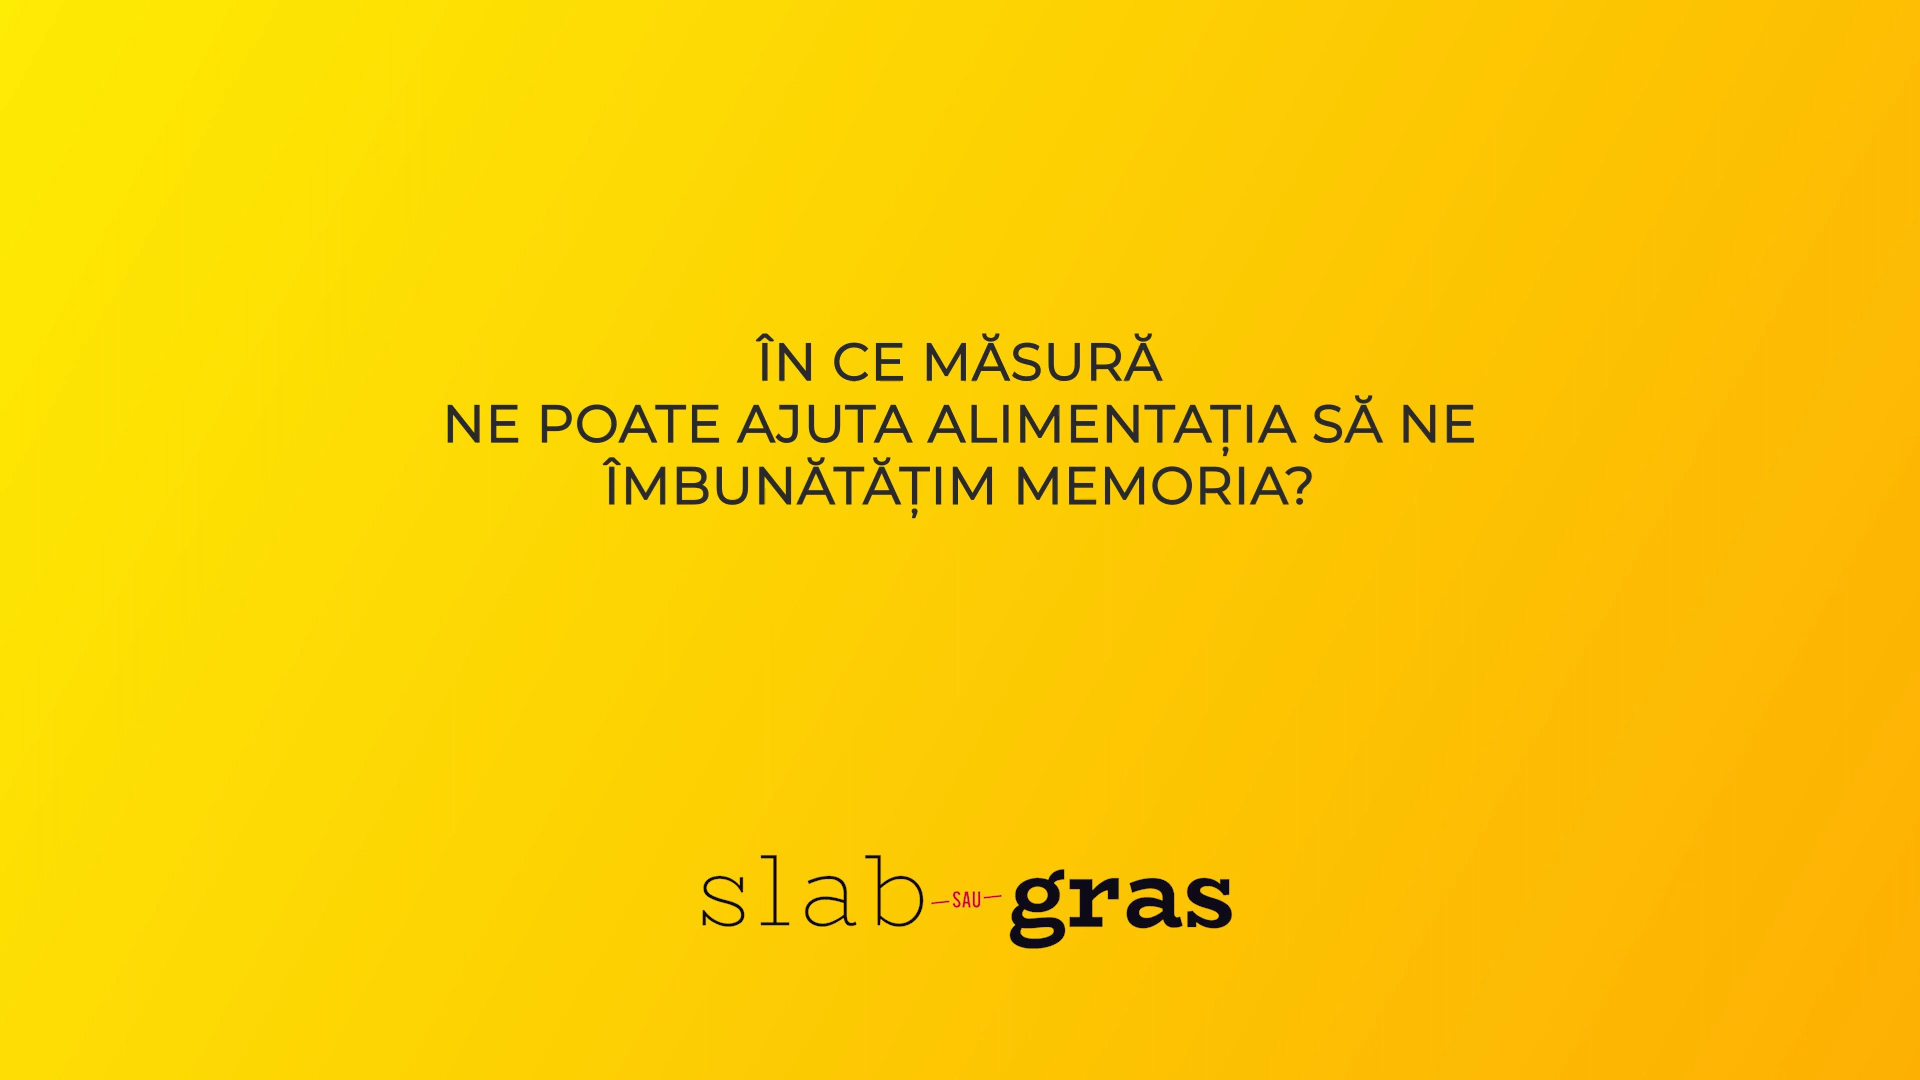 ÎN CE MĂSURĂ
NE POATE AJUTA ALIMENTAȚIA SĂ NE
ÎMBUNĂTĂȚIM MEMORIA?
slab —SAU— gras